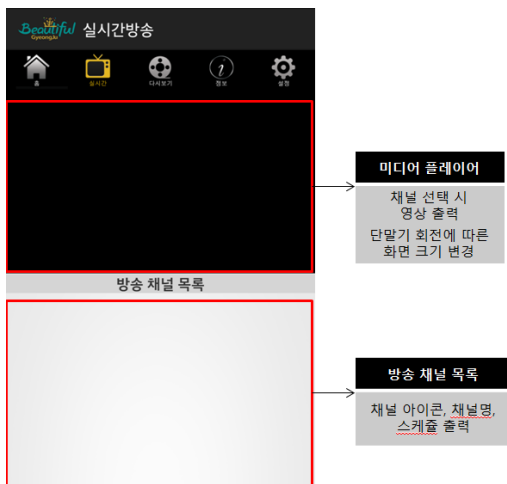 Beautiful 실시간방송
Gyeongju
홈 실시간 다시보기 정보 설정
미디어 플레이어
채널 선택 시
영상 출력
단말기 회전에 따른
화면 크기 변경
방송 채널 목록
방송 채널 목록
채널 아이콘, 채널명,
스케쥴 출력